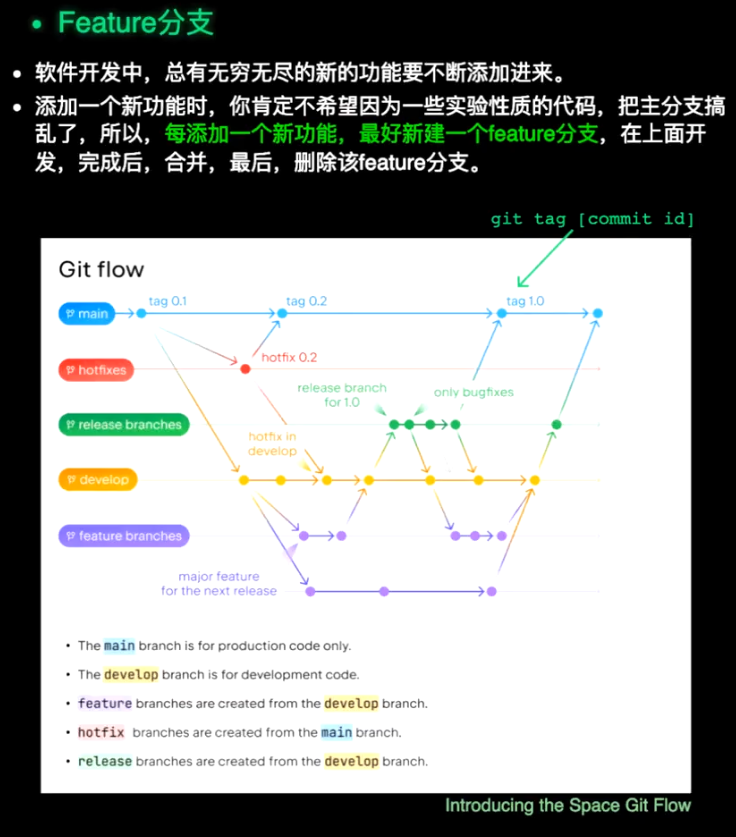 Feature分支
软件开发中，总有无穷无尽的新的功能要不断添加进来。
添加一个新功能时，你肯定不希望因为一些实验性质的代码，把主分支搞
乱了，所以，每添加一个新功能，最好新建一个feature分支，在上面开
发，完成后，合并，最后，删除该feature分支。
git tag [commit id]
Git flow
tag 0.1
tag 0.2
tag 1.0
main
hotfix 0.2
hotfixes
release branch
for 1.0
only bugfixes
release branches
hotfix in
develop
develop
feature branches
major feature
for the next release
The main branch is for production code only.
The develop branch is for development code.
feature branches are created from the develop branch.
hotfix branches are created from the main branch.
release branches are created from the develop branch.
Introducing the Space Git Flow